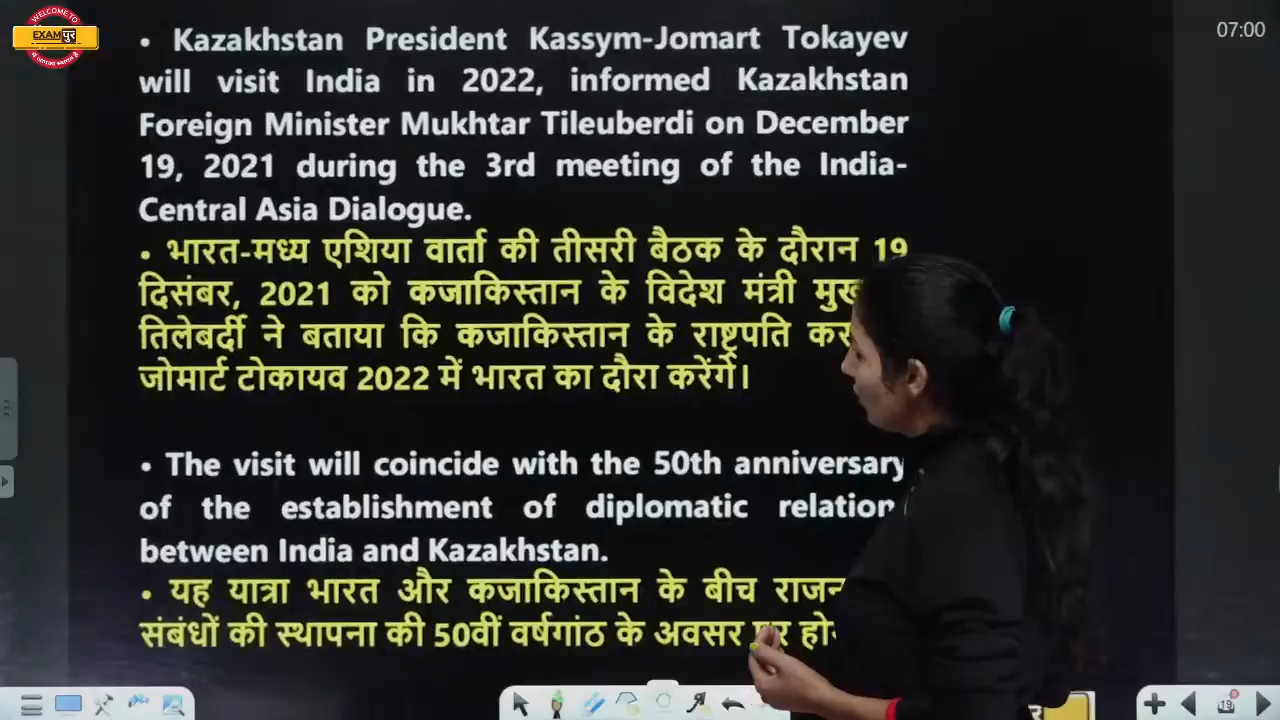 WELCOME TO
EXAMपुर
07:00
• Kazakhstan President Kassym-Jomart Tokayev
will visit India in 2022, informed Kazakhstan
Foreign Minister Mukhtar Tileuberdi on December
19, 2021 during the 3rd meeting of the India-
Central Asia Dialogue.
• भारत-मध्य एशिया वार्ता की तीसरी बैठक के दौरान 19
दिसंबर, 2021 को कजाकिस्तान के विदेश मंत्री
तिलेबर्दी ने बताया कि कजाकिस्तान के राष्ट्रपति
जोमार्ट टोकायव 2022 में भारत का दौरा करेंगे।
• The visit will coincide with the 50th anniversary
of the establishment of diplomatic
between India and Kazakhstan.
• यह यात्रा भारत और कजाकिस्तान के बीच
संबंधों की स्थापना की 50वीं वर्षगांठ के अवसर पर
19